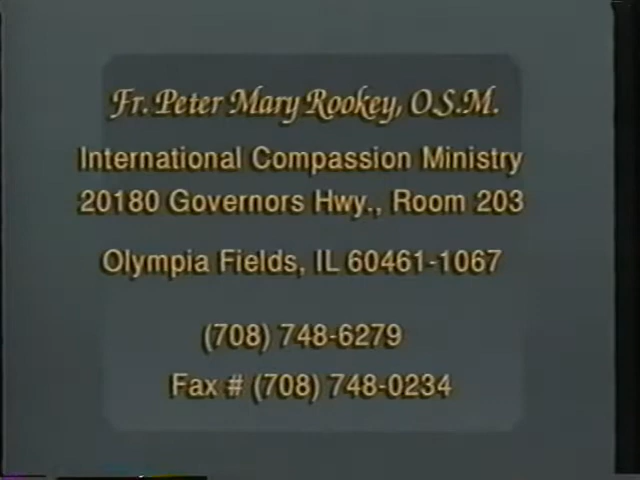 Fr. Peter Mary Rookey, O.S.M.
International Compassion Ministry
20180 Governors Hwy., Room 203
Olympia Fields, IL 60461-1067
(708) 748-6279
Fax # (708) 748-0234